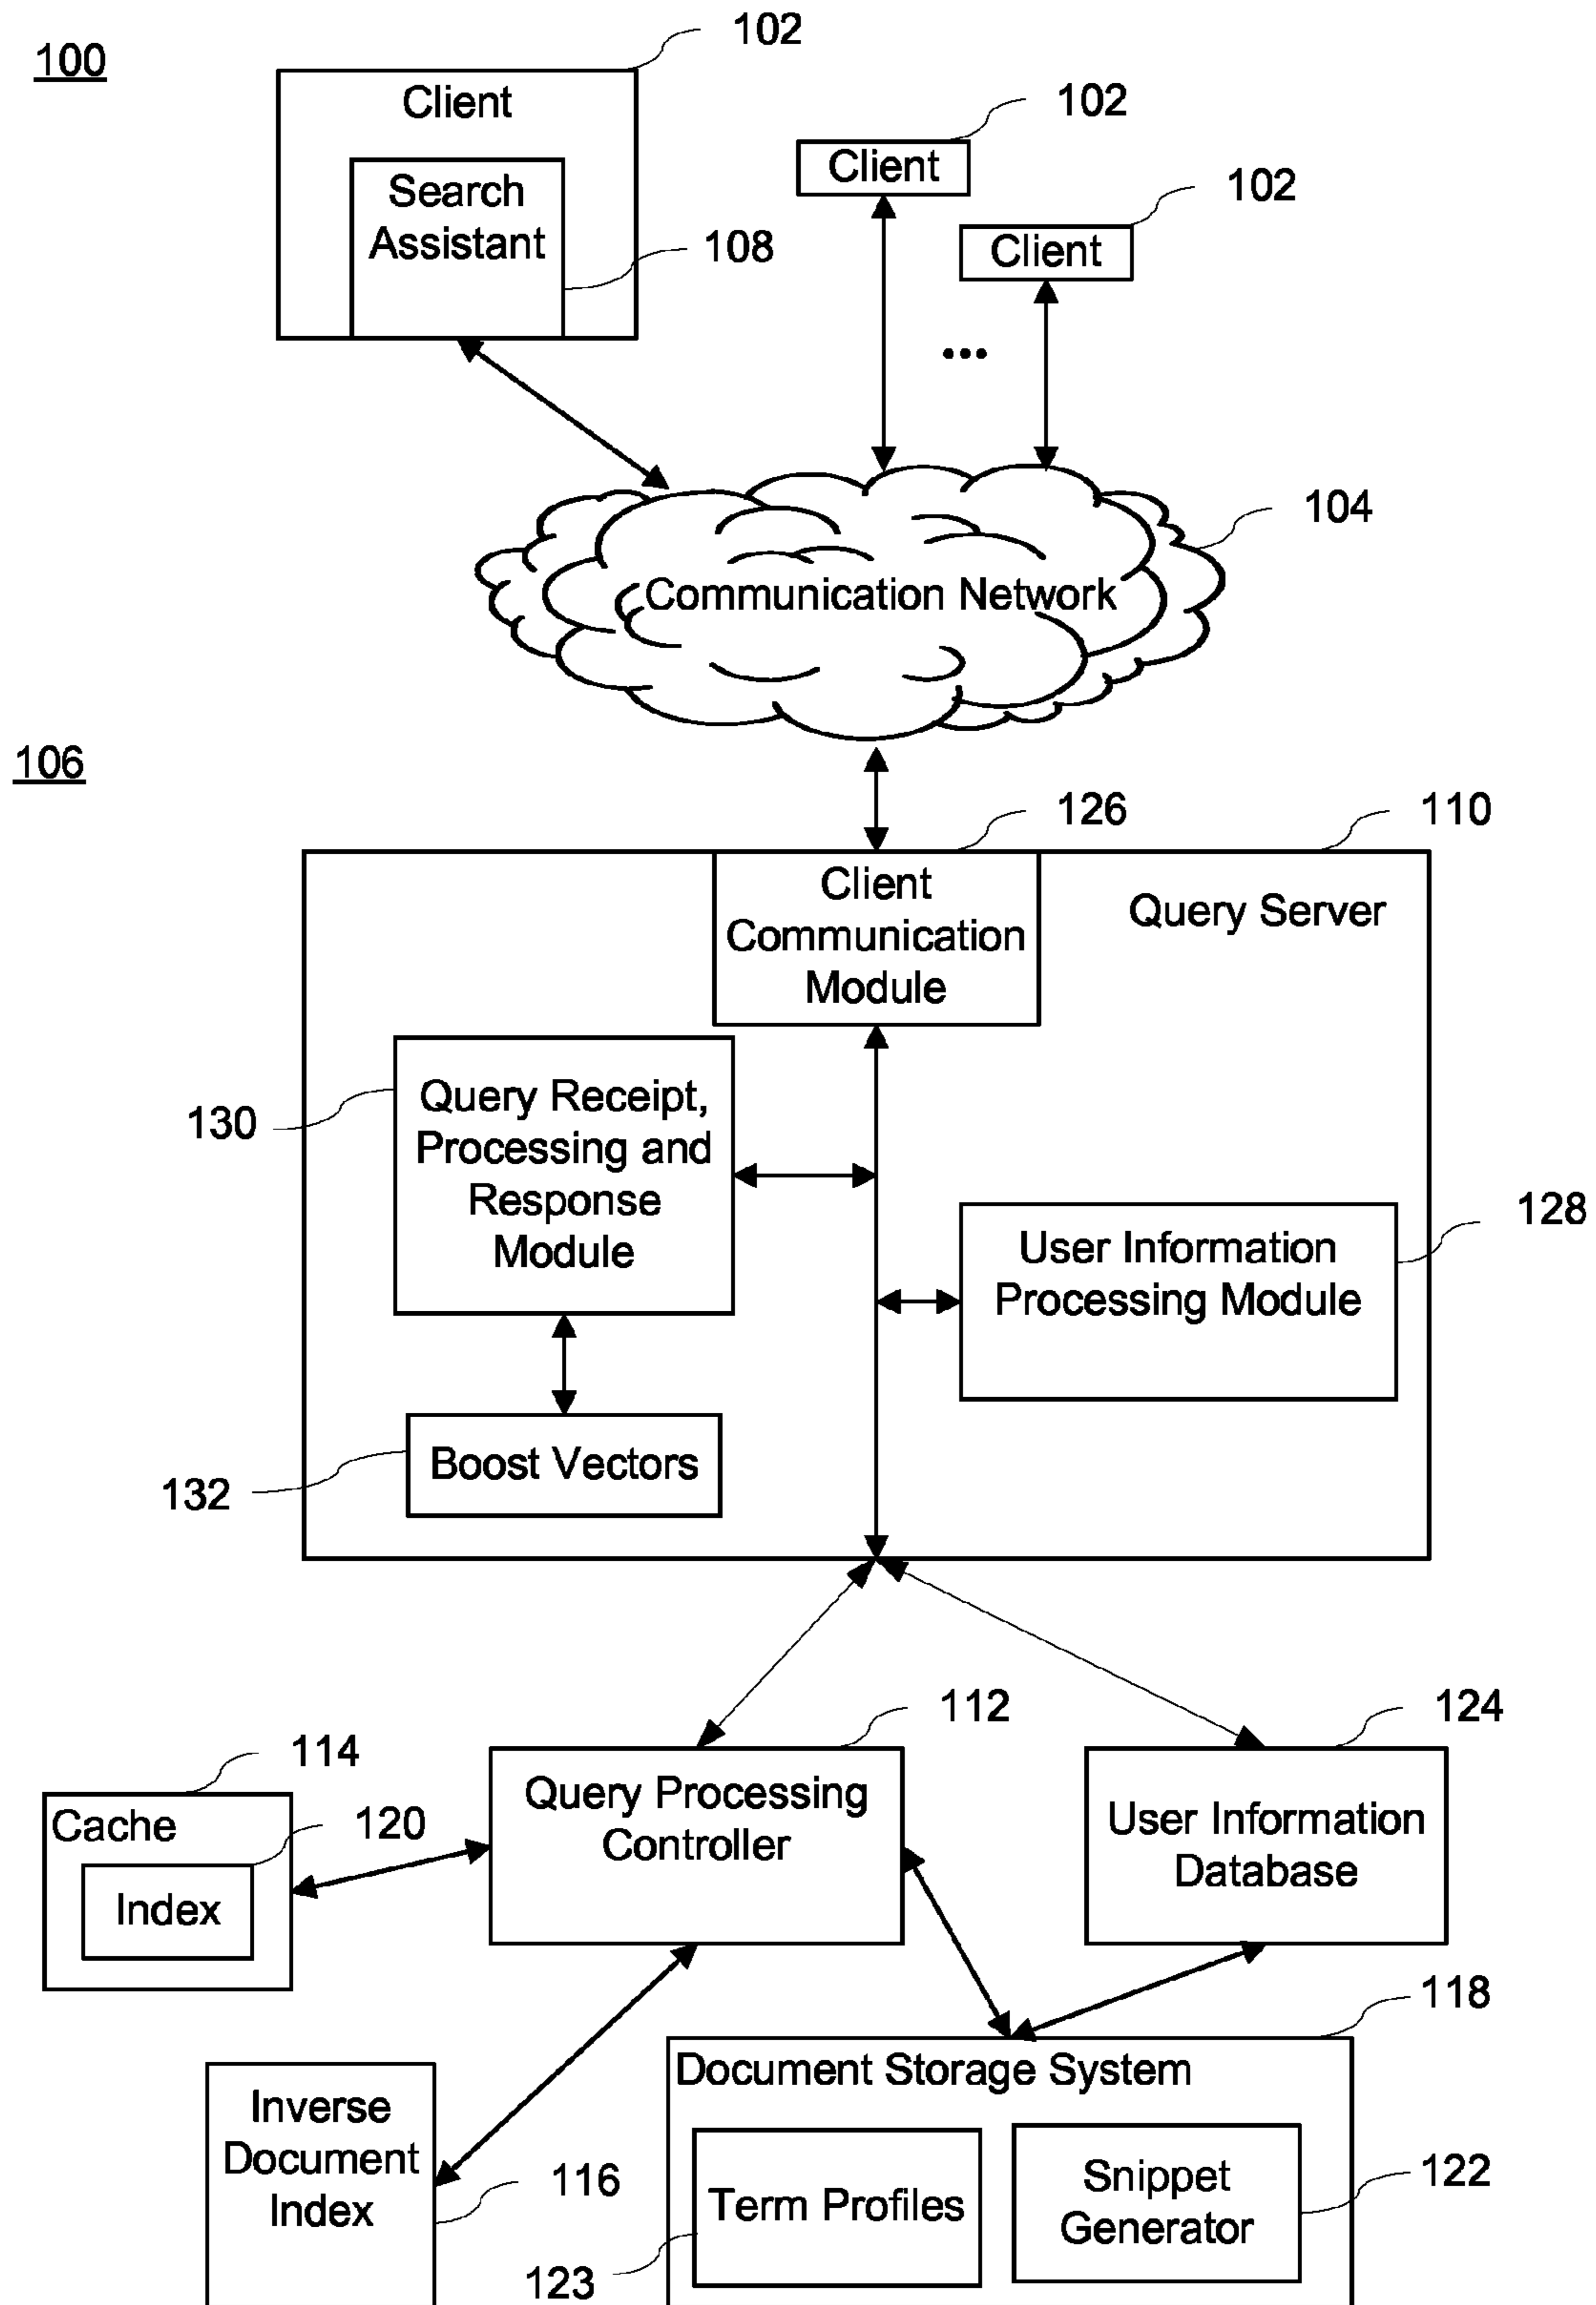 100
102
Client
Search
Assistant
108
102
Client
102
Client
...
104
Communication Network
106
126
110
Client
Communication
Module
Query Server
130
Query Receipt,
Processing and
Response
Module
128
User Information
Processing Module
Boost Vectors
132
112
124
114
Cache
120
Index
Query Processing
Controller
User Information
Database
118
Document Storage System
Inverse
Document
Index
116
Term Profiles
123
Snippet
Generator
122